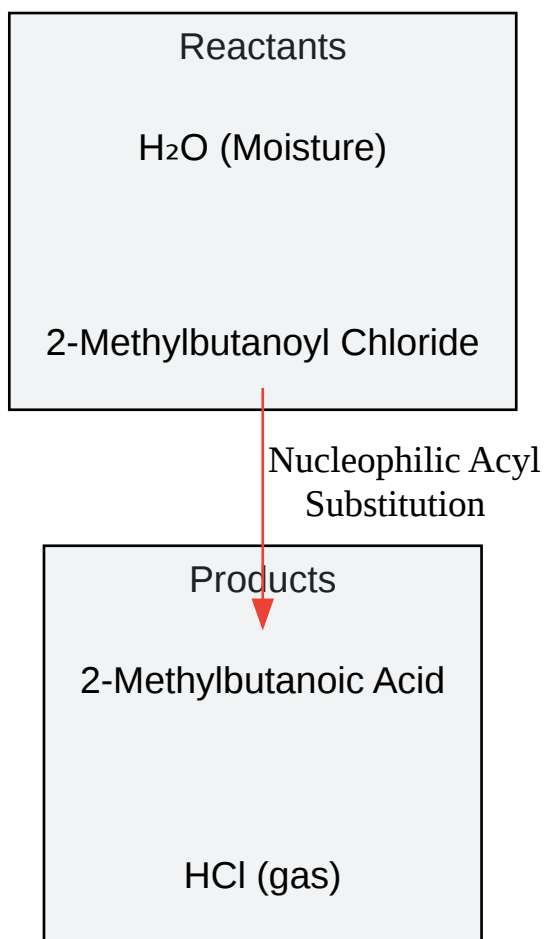 Reactants
H₂O (Moisture)
2-Methylbutanoyl Chloride
Nucleophilic Acyl
Substitution
Products
2-Methylbutanoic Acid
HCl (gas)